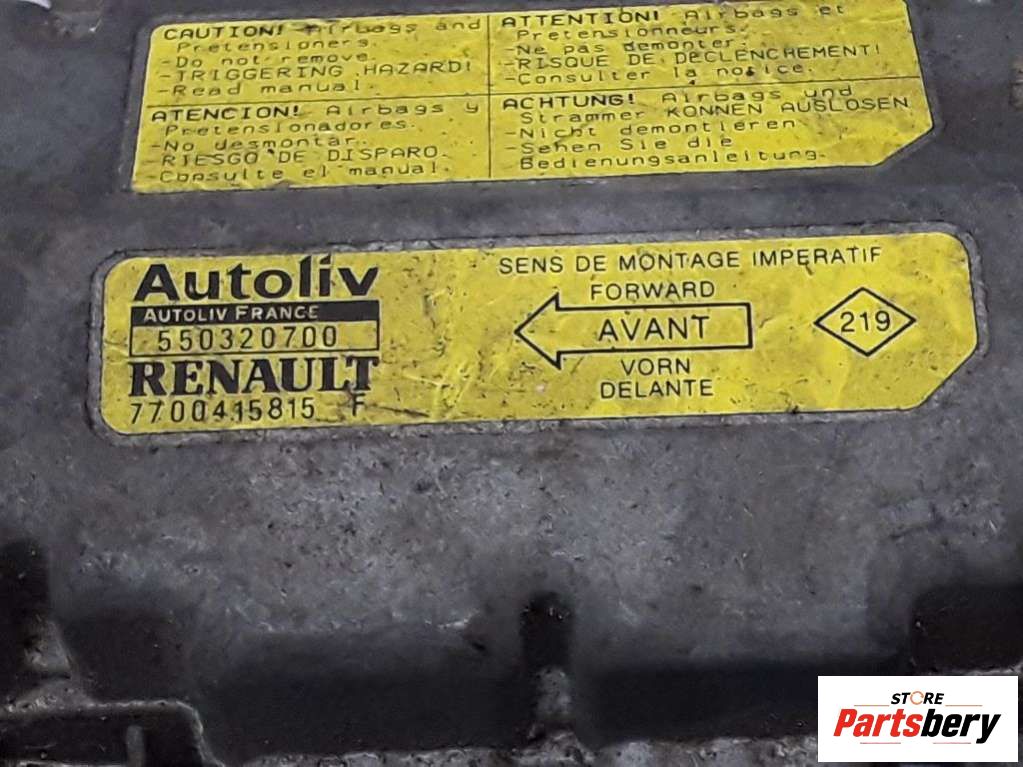 CAUTION! Airbags and
Pretensioners.
-Do not remove.
-TRIGGERING HAZARD!
-Read manual.
ATTENTION! Airbags et
Pretensionneurs.
-Ne pas demonter.
-RISQUE DE DECLENCHEMENT!
-Consulter la notice.
ATENCION! Airbags y
Pretensionadores.
-No desmontar.
-RIESGO DE DISPARO.
-Consulte el manual.
ACHTUNG! Airbags und
Strammer KONNEN AUSLOSEN
-Nicht demontieren.
-Sehen Sie die
Bedienungsanleitung.
Autoliv
AUTOLIV FRANCE
550320700
RENAULT
7700415815 F
SENS DE MONTAGE IMPERATIF
FORWARD
AVANT
VORN
DELANTE
219
STORE
Partsbery